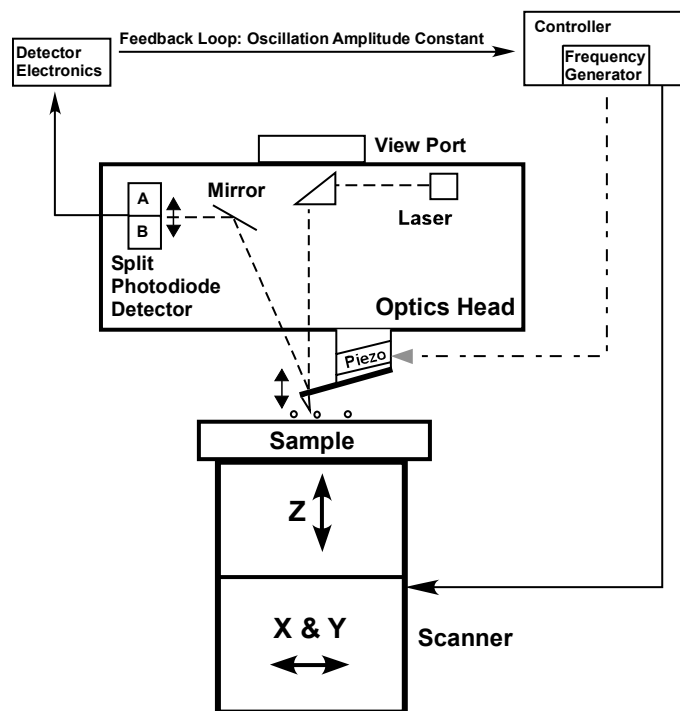 Detector
Electronics
Feedback Loop: Oscillation Amplitude Constant
Controller
Frequency
Generator
View Port
A
B
Mirror
Laser
Split
Photodiode
Detector
Optics Head
Piezo
Sample
Z
X & Y
Scanner